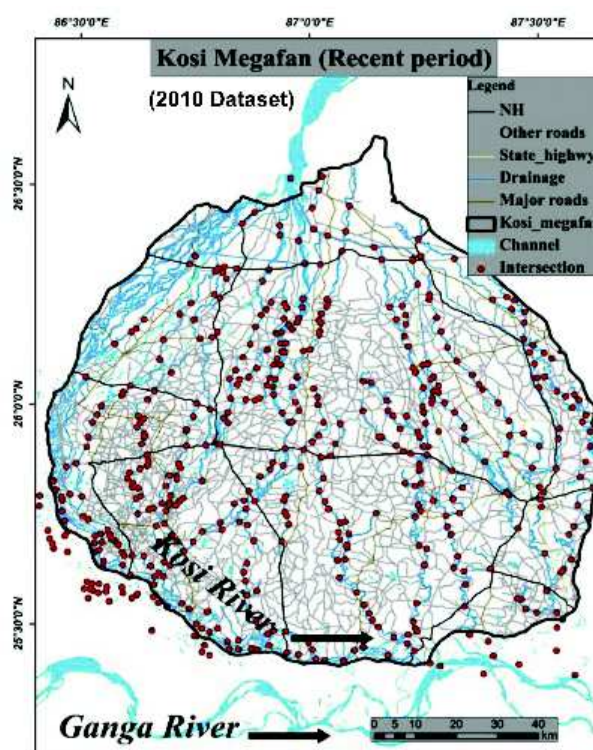 86°30'0"E 87°0'0"E 87°30'0"E
Kosi Megafan (Recent period)
(2010 Dataset)
N
Legend
NH
Other roads
State_highwy
Drainage
Major roads
Kosi_megafa
Channel
Intersection
26°30'0"N
26°0'0"N
25°30'0"N
Kosi River
Ganga River
0 5 10 20 30 40
km